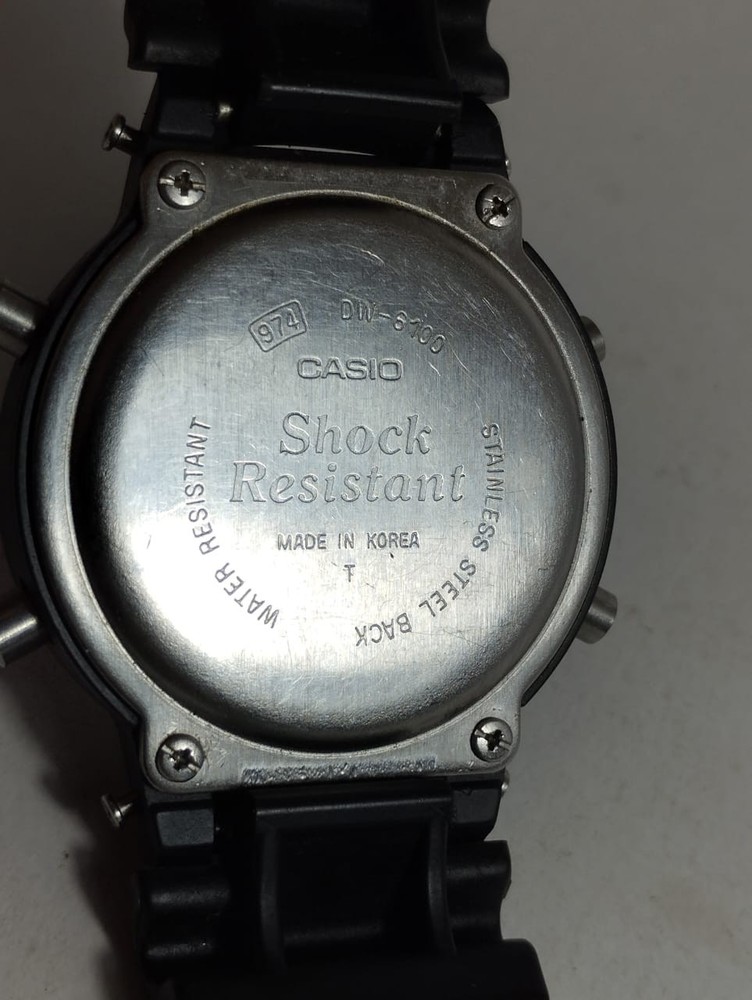 974 DW-6100
CASIO
Shock
Resistant
MADE IN KOREA
T
WATER RESISTANT
STAINLESS STEEL BACK